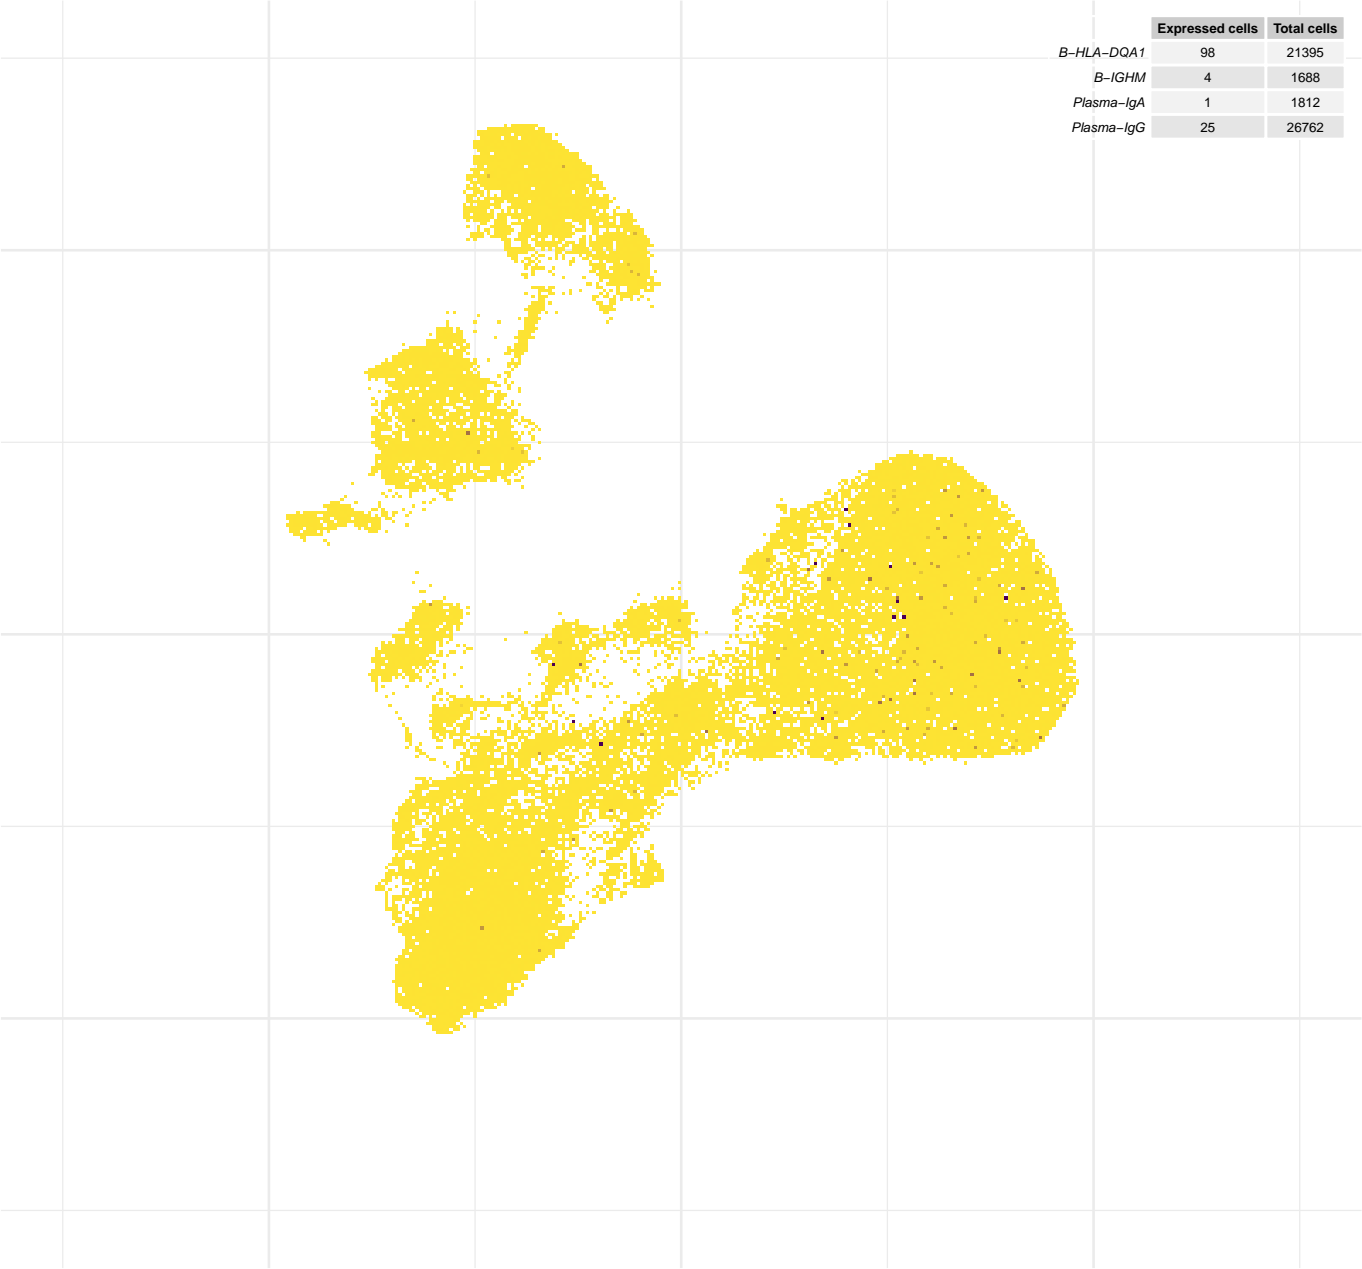 Expressed cells Total cells
B−HLA−DQA1 98 21395
B−IGHM 4 1688
Plasma−IgA 1 1812
Plasma−IgG 25 26762